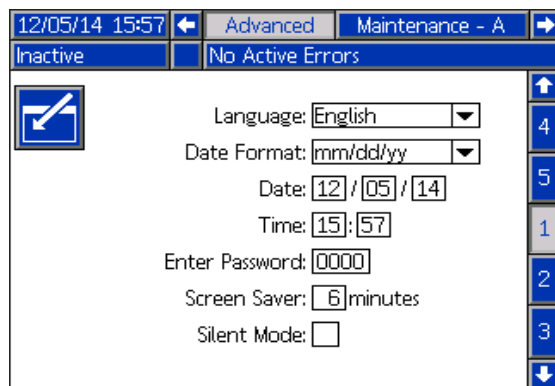 12/05/14 15:57 Advanced Maintenance - A
Inactive No Active Errors
Language: English
4
Date Format: mm/dd/yy
5
Date: 12 / 05 / 14
Time: 15 : 57
1
Enter Password: 0000
2
Screen Saver: 6 minutes
3
Silent Mode: